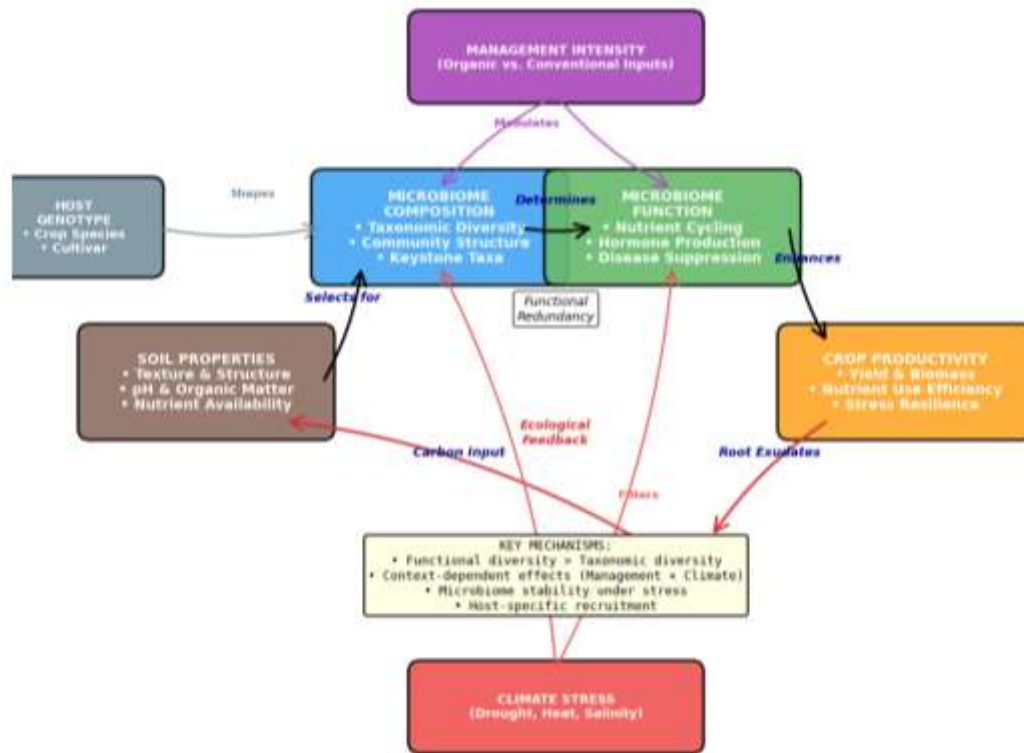 MANAGEMENT INTENSITY
(Organic vs. Conventional Inputs)
Modulates
HOST
GENOTYPE
• Crop Species
• Cultivar
Shapes
MICROBIOME
COMPOSITION
• Taxonomic Diversity
• Community Structure
• Keystone Taxa
Determines
MICROBIOME
FUNCTION
• Nutrient Cycling
• Hormone Production
• Disease Suppression
Enhances
Selects for
Functional
Redundancy
SOIL PROPERTIES
• Texture & Structure
• pH & Organic Matter
• Nutrient Availability
CROP PRODUCTIVITY
• Yield & Biomass
• Nutrient Use Efficiency
• Stress Resilience
Ecological
Feedback
Carbon Input
Root Exudates
Filters
KEY MECHANISMS:
• Functional diversity > Taxonomic diversity
• Context-dependent effects (Management × Climate)
• Microbiome stability under stress
• Host-specific recruitment
CLIMATE STRESS
(Drought, Heat, Salinity)